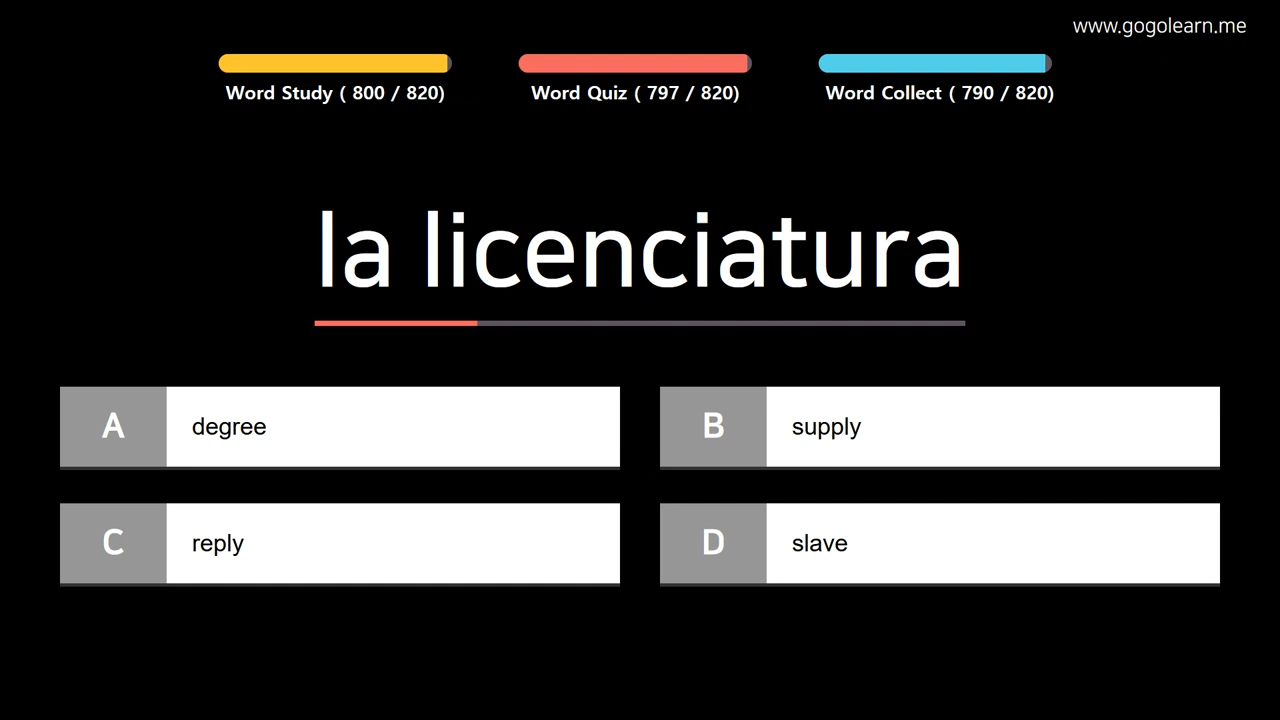 www.gogolearn.me
Word Study ( 800 / 820)
Word Quiz ( 797 / 820)
Word Collect ( 790 / 820)
la licenciatura
A degree
B supply
C reply
D slave